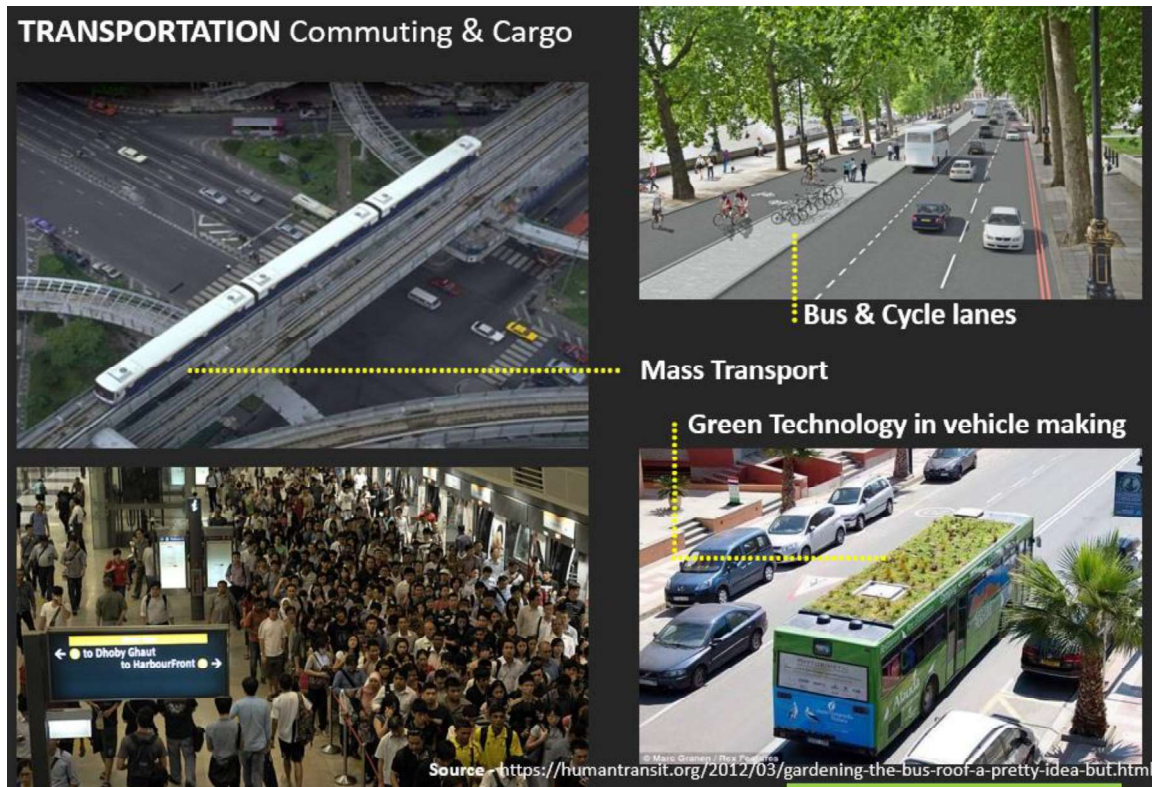 TRANSPORTATION Commuting & Cargo
Bus & Cycle lanes
Mass Transport
Green Technology in vehicle making
to Dhoby Ghaut
to HarbourFront
© Marc Granen / Rex Features
Source - https://humantransit.org/2012/03/gardening-the-bus-roof-a-pretty-idea-but.html